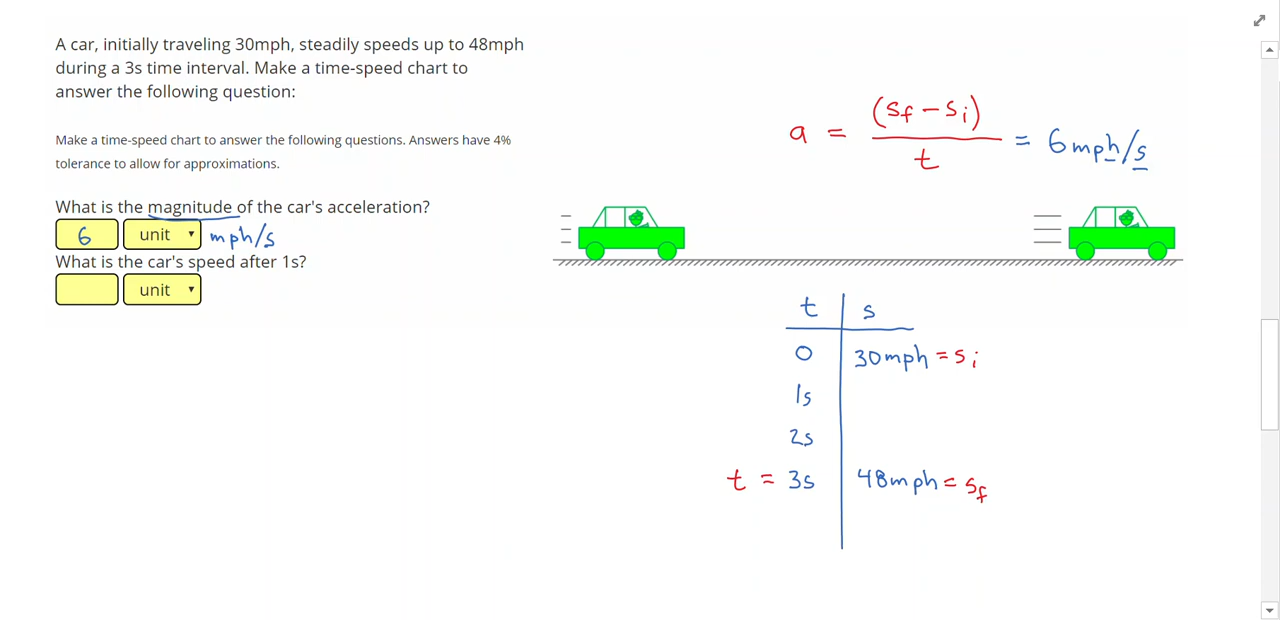 A car, initially traveling 30mph, steadily speeds up to 48mph
during a 3s time interval. Make a time-speed chart to
answer the following question:
Make a time-speed chart to answer the following questions. Answers have 4%
tolerance to allow for approximations.
What is the magnitude of the car's acceleration?
6 unit mph/s
What is the car's speed after 1s?
unit
a = (sf - si) / t = 6mph/s
t s
0 30mph = si
1s
2s
t = 3s 48mph = sf